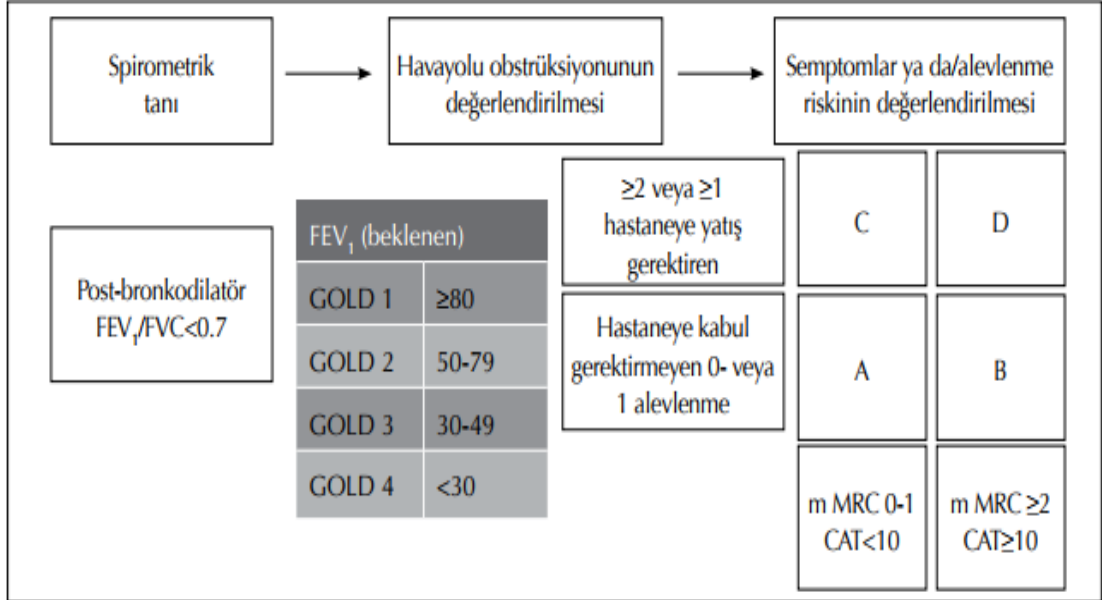 Spirometrik
tanı
Havayolu obstrüksiyonunun
değerlendirilmesi
Semptomlar ya da/alevlenme
riskinin değerlendirilmesi
Post-bronkodilatör
FEV₁/FVC<0.7
FEV₁ (beklenen)
GOLD 1 ≥80
GOLD 2 50-79
GOLD 3 30-49
GOLD 4 <30
≥2 veya ≥1
hastaneye yatış
gerektiren
C D
Hastaneye kabul
gerektirmeyen 0- veya
1 alevlenme
A B
m MRC 0-1
CAT<10
m MRC ≥2
CAT≥10